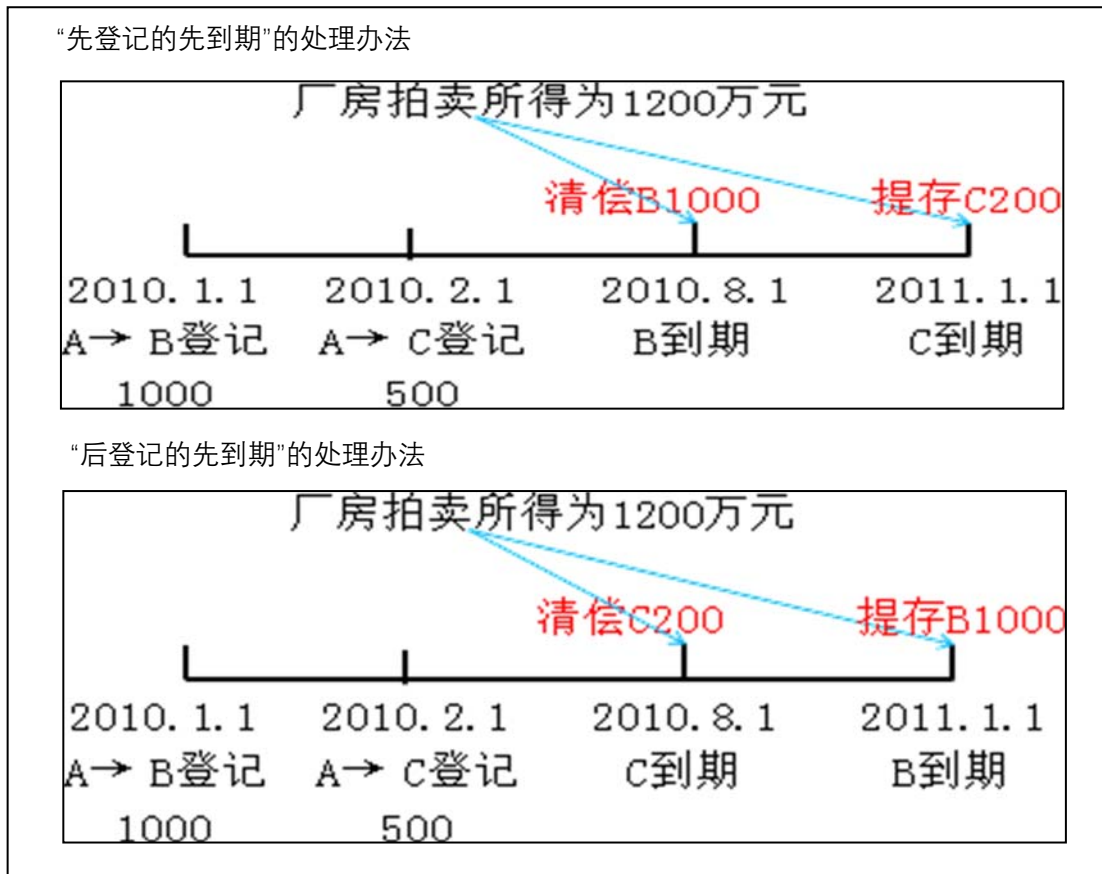 “先登记的先到期”的处理办法
厂房拍卖所得为1200万元
清偿B1000 提存C200
2010.1.1 2010.2.1 2010.8.1 2011.1.1
A→ B登记 A→ C登记 B到期 C到期
1000 500
“后登记的先到期”的处理办法
厂房拍卖所得为1200万元
清偿C200 提存B1000
2010.1.1 2010.2.1 2010.8.1 2011.1.1
A→ B登记 A→ C登记 C到期 B到期
1000 500